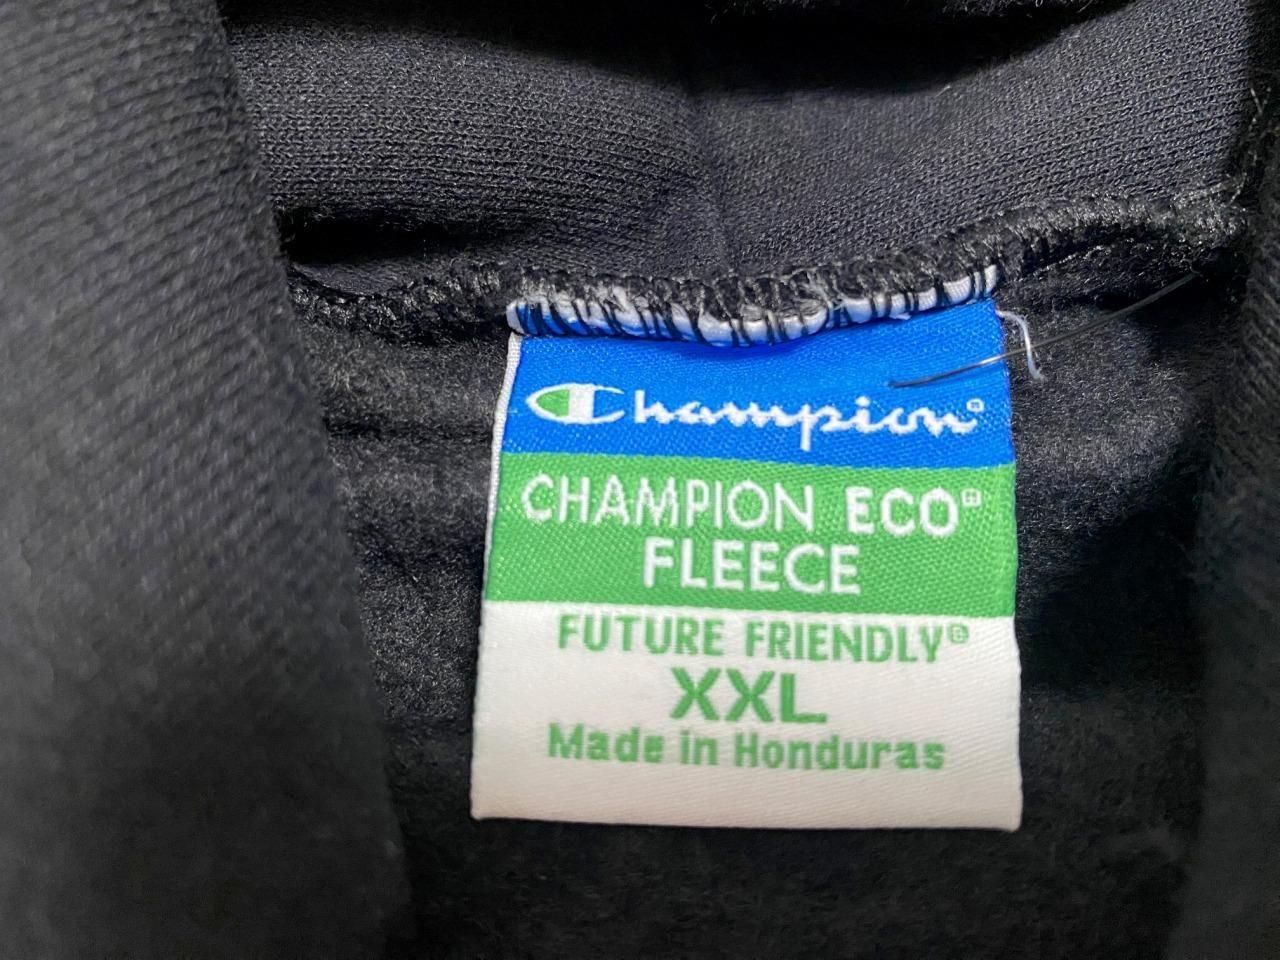 Champion®
CHAMPION ECO®
FLEECE
FUTURE FRIENDLY®
XXL
Made in Honduras